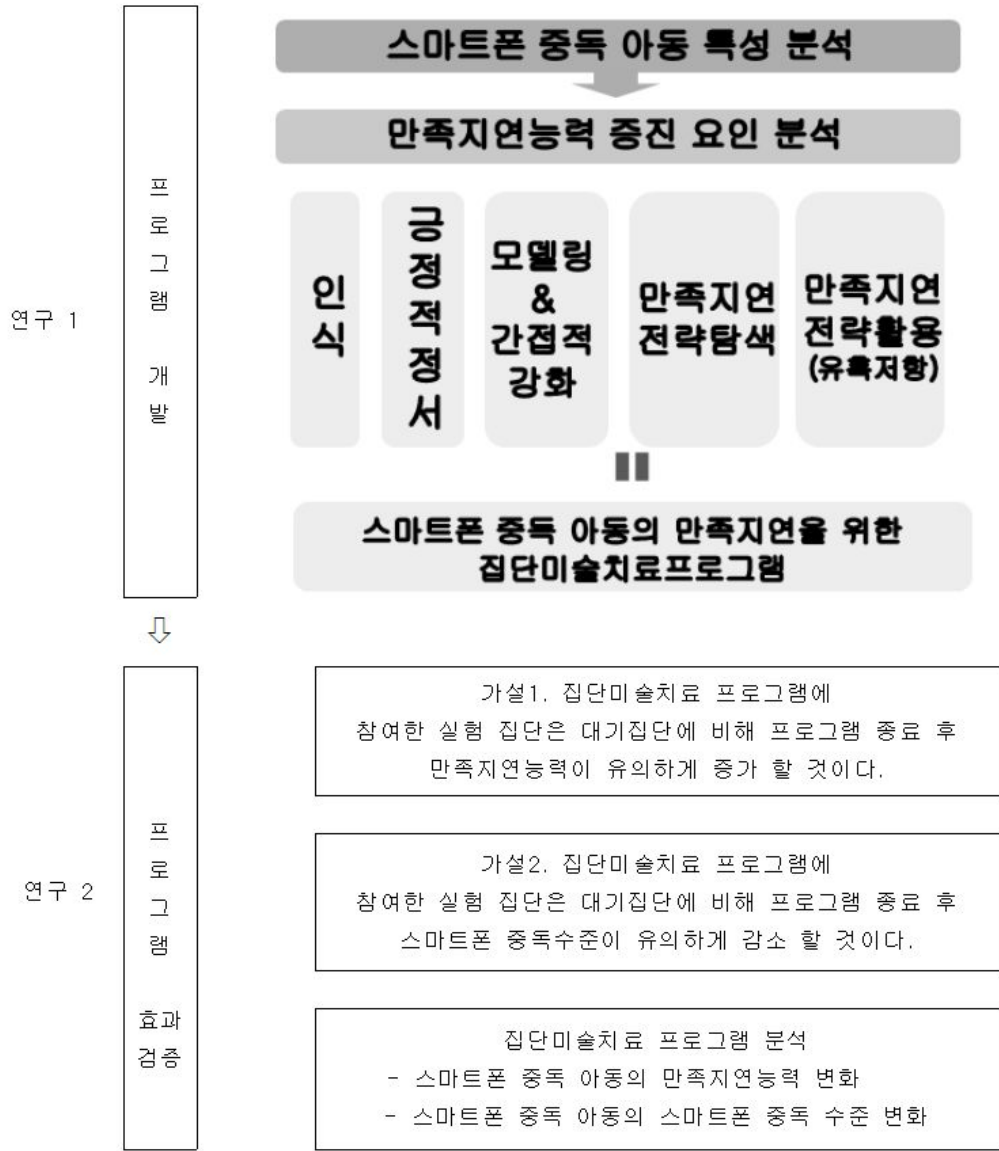 연구 1
프로그램 개발
스마트폰 중독 아동 특성 분석
만족지연능력 증진 요인 분석
인식
긍정적정서
모델링
&
간접적
강화
만족지연
전략탐색
만족지연
전략활용
(유혹저항)
스마트폰 중독 아동의 만족지연을 위한
집단미술치료프로그램
⇩
연구 2
프로그램
효과
검증
가설1. 집단미술치료 프로그램에
참여한 실험 집단은 대기집단에 비해 프로그램 종료 후
만족지연능력이 유의하게 증가 할 것이다.
가설2. 집단미술치료 프로그램에
참여한 실험 집단은 대기집단에 비해 프로그램 종료 후
스마트폰 중독수준이 유의하게 감소 할 것이다.
집단미술치료 프로그램 분석
- 스마트폰 중독 아동의 만족지연능력 변화
- 스마트폰 중독 아동의 스마트폰 중독 수준 변화